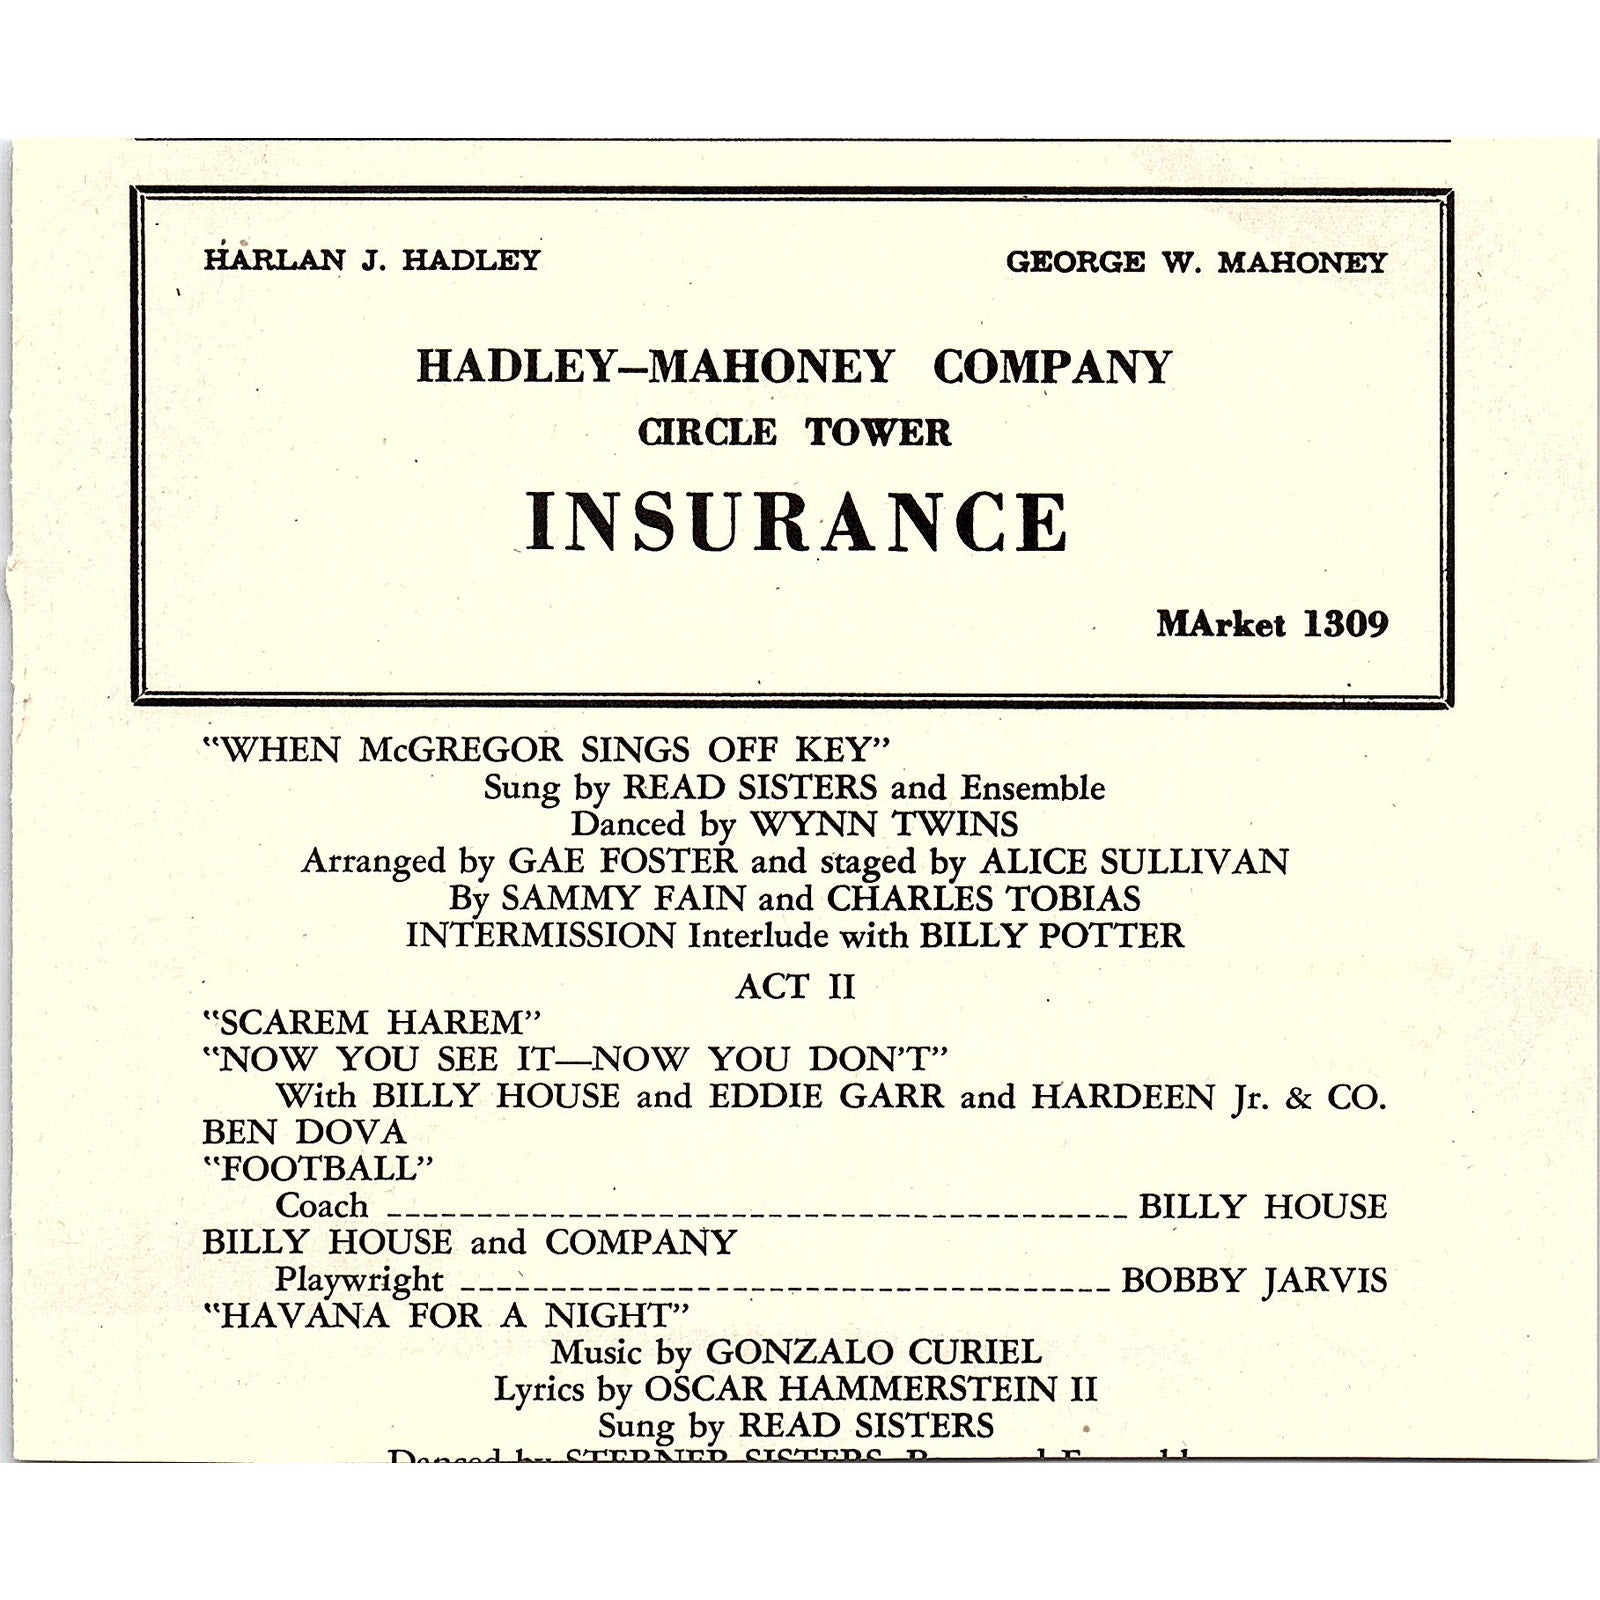 HARLAN J. HADLEY GEORGE W. MAHONEY
HADLEY—MAHONEY COMPANY
CIRCLE TOWER
INSURANCE
MArket 1309
"WHEN McGREGOR SINGS OFF KEY"
Sung by READ SISTERS and Ensemble
Danced by WYNN TWINS
Arranged by GAE FOSTER and staged by ALICE SULLIVAN
By SAMMY FAIN and CHARLES TOBIAS
INTERMISSION Interlude with BILLY POTTER
ACT II
"SCAREM HAREM"
"NOW YOU SEE IT—NOW YOU DON'T"
With BILLY HOUSE and EDDIE GARR and HARDEEN Jr. & CO.
BEN DOVA
"FOOTBALL"
Coach BILLY HOUSE
BILLY HOUSE and COMPANY
Playwright BOBBY JARVIS
"HAVANA FOR A NIGHT"
Music by GONZALO CURIEL
Lyrics by OSCAR HAMMERSTEIN II
Sung by READ SISTERS
Danced by STERNER SISTERS